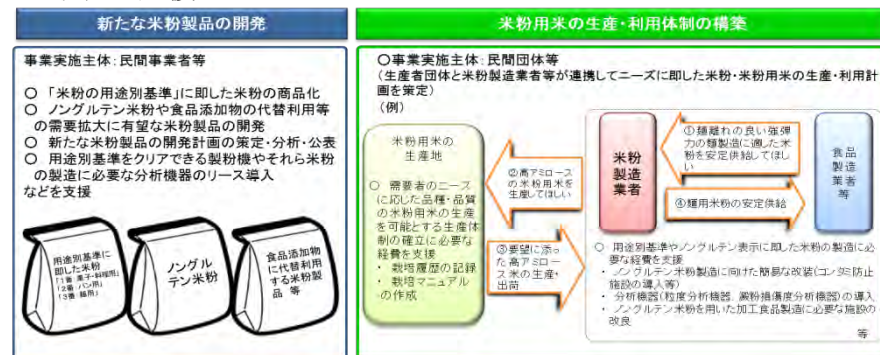 新たな米粉製品の開発
事業実施主体:民間事業者等
○ 「米粉の用途別基準」に即した米粉の商品化
○ ノングルテン米粉や食品添加物の代替利用等
の需要拡大に有望な米粉製品の開発
○ 新たな米粉製品の開発計画の策定・分析・公表
○ 用途別基準をクリアできる製粉機やそれら米粉
の製造に必要な分析機器のリース導入
などを支援
用途別基準に
即した米粉
「1番:菓子・料理用」
「2番:パン用」
「3番:麺用」
ノング
ルテン米粉
食品添加物
に代替利用
する米粉製
品 等
米粉用米の生産・利用体制の構築
○事業実施主体:民間団体等
(生産者団体と米粉製造業者等が連携してニーズに即した米粉・米粉用米の生産・利用計
画を策定)
(例)
米粉用米の
生産地
○ 需要者のニーズ
に応じた品種・品質
の米粉用米の生産
を可能とする生産体
制の確立に必要な
経費を支援
・ 栽培履歴の記録
・ 栽培マニュアル
の作成
②高アミロース
の米粉用米を
生産してほしい
③要望に添っ
た高アミロー
ス米の生産・
出荷
米粉
製造
業者
①麺離れの良い強弾
力の麺製造に適した米
粉を安定供給してほし
い
④麺用米粉の安定供給
食品
製造
業者
等
○ 用途別基準やノングルテン表示に即した米粉の製造に必
要な経費を支援
・ ノングルテン米粉製造に向けた簡易な改装(コンタミ防止
施設の導入等)
・ 分析機器(粒度分析機器、澱粉損傷度分析機器)の導入
・ ノングルテン米粉を用いた加工食品製造に必要な施設の
改良
等